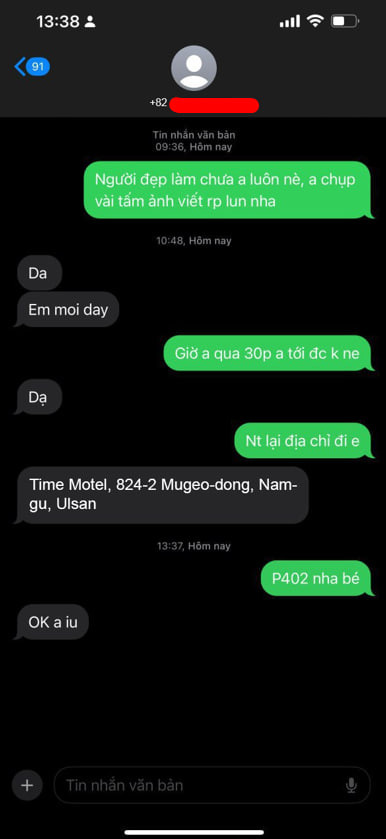 13:38
91
+82
Tin nhắn văn bản
09:36, Hôm nay
Người đẹp làm chưa a luôn nè, a chụp
vài tấm ảnh viết rp lun nha
10:48, Hôm nay
Da
Em moi day
Giờ a qua 30p a tới đc k ne
Dạ
Nt lại địa chỉ đi e
Time Motel, 824-2 Mugeo-dong, Nam-
gu, Ulsan
13:37, Hôm nay
P402 nha bé
OK a iu
Tin nhắn văn bản